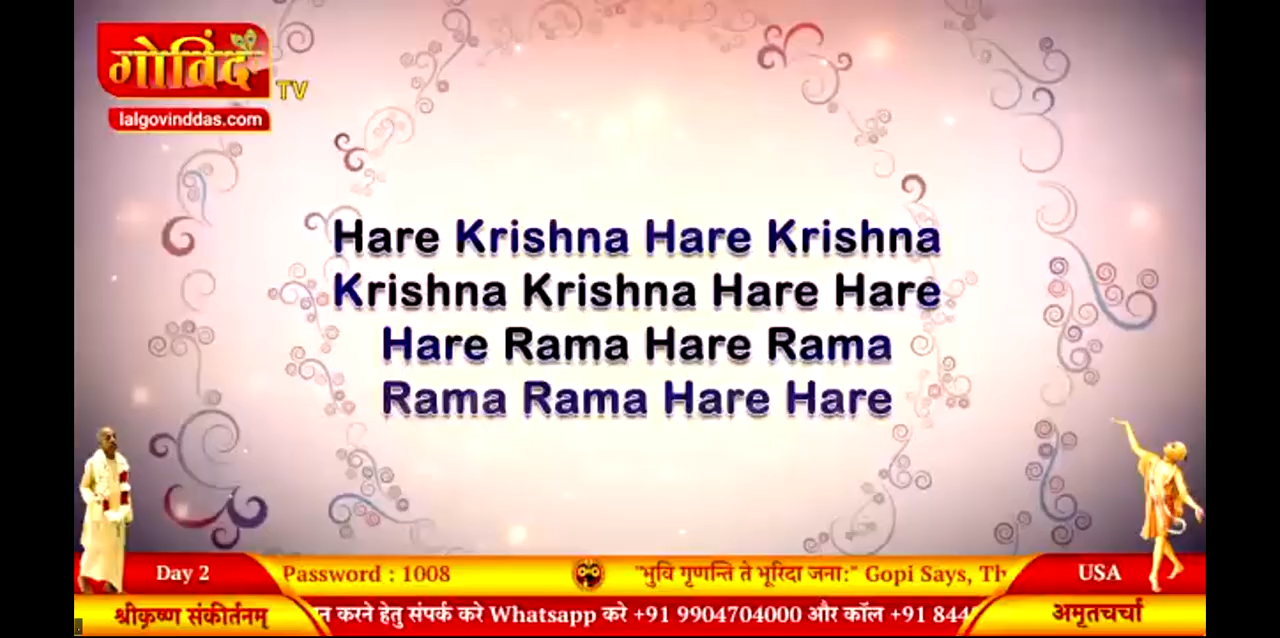 गोविंद
TV
lalgovinddas.com
Hare Krishna Hare Krishna
Krishna Krishna Hare Hare
Hare Rama Hare Rama
Rama Rama Hare Hare
Day 2
Password : 1008
"भुवि गृणन्ति ते भूरिदा जना:" Gopi Says, Th
USA
श्रीकृष्ण संकीर्तनम्
न करने हेतु संपर्क करे Whatsapp करे +91 9904704000 और कॉल +91 844
अमृतचर्चा